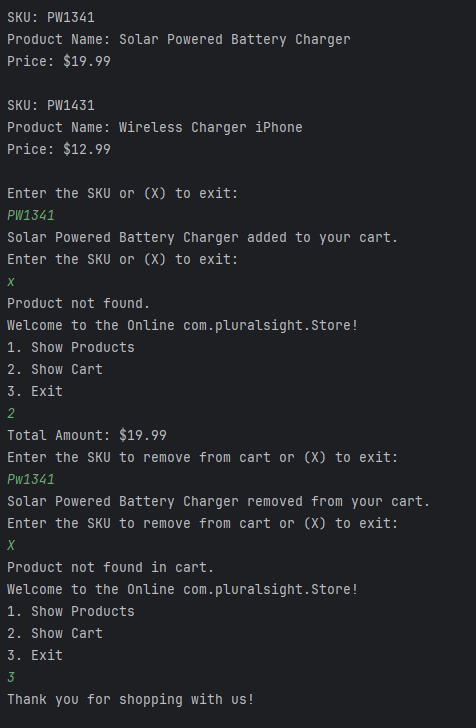 SKU: PW1341
Product Name: Solar Powered Battery Charger
Price: $19.99
SKU: PW1431
Product Name: Wireless Charger iPhone
Price: $12.99
Enter the SKU or (X) to exit:
PW1341
Solar Powered Battery Charger added to your cart.
Enter the SKU or (X) to exit:
x
Product not found.
Welcome to the Online com.pluralsight.Store!
1. Show Products
2. Show Cart
3. Exit
2
Total Amount: $19.99
Enter the SKU to remove from cart or (X) to exit:
Pw1341
Solar Powered Battery Charger removed from your cart.
Enter the SKU to remove from cart or (X) to exit:
X
Product not found in cart.
Welcome to the Online com.pluralsight.Store!
1. Show Products
2. Show Cart
3. Exit
3
Thank you for shopping with us!